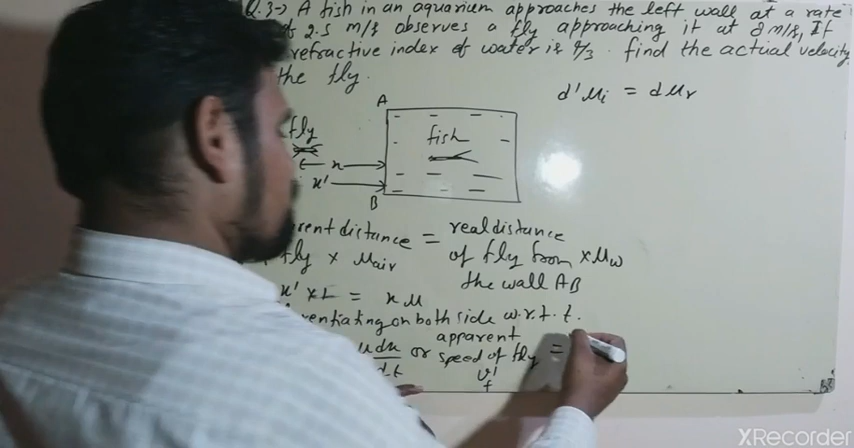 Q.3→ A fish in an aquarium approaches the left wall at a rate
2.5 m/s observes a fly approaching it at 8 m/s, If
refractive index of water is 4/3. find the actual velocity
the fly.
d'μi = dμr
A
fly
fish
x
x'
B
distance = real distance
fly × μair of fly from × μw
the wall AB
x' × 1 = xμ
on both side w.r.t. t.
apparent
μdx/dt or speed of fly =
v'f
XRecorder